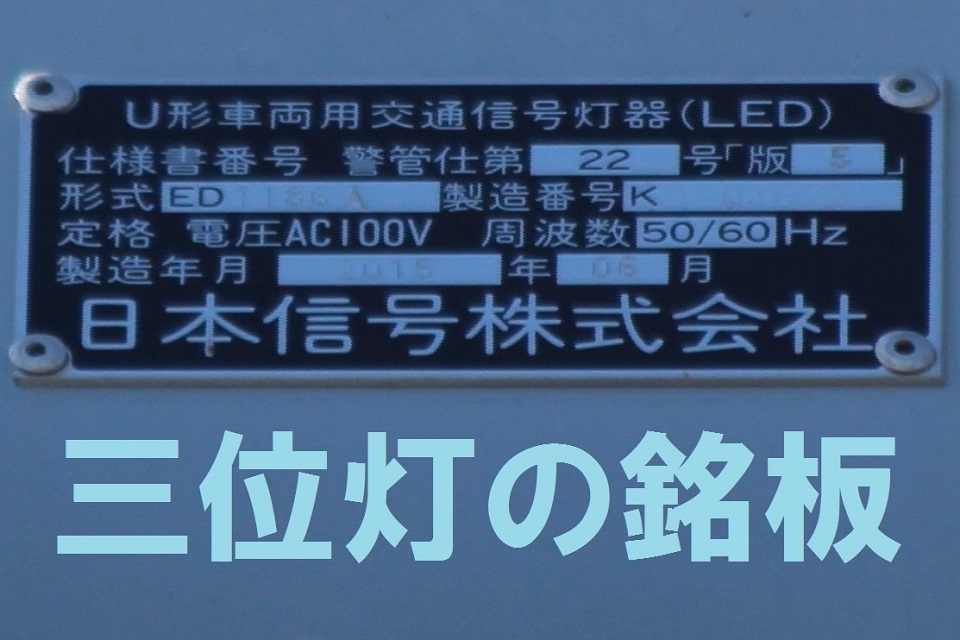 U形車両用交通信号灯器(LED)
仕様書番号 警管仕第 22 号「版 5 」
形式 ED1186A 製造番号 K
定格 電圧AC100V 周波数 50/60 Hz
製造年月 2015 年 06 月
日本信号株式会社
三位灯の銘板